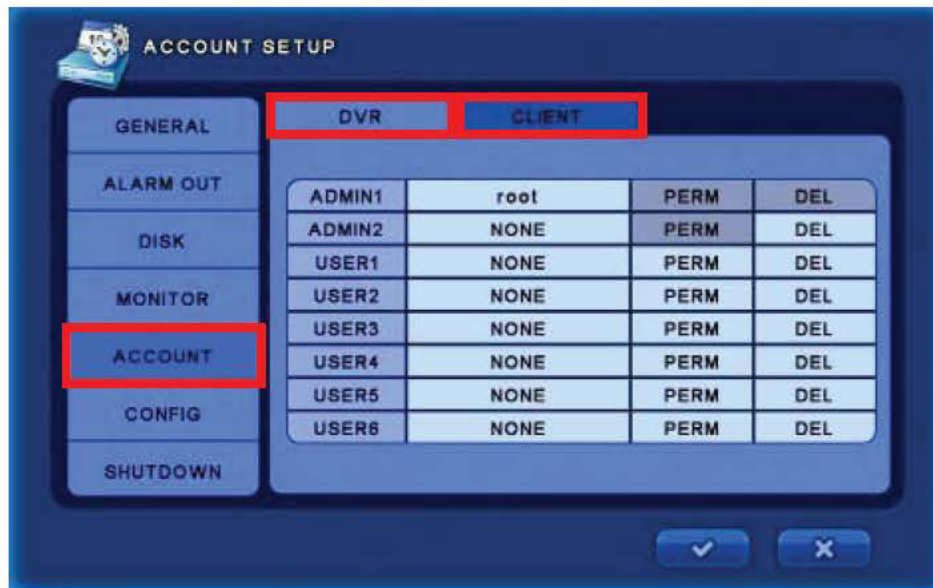 ACCOUNT SETUP
GENERAL
ALARM OUT
DISK
MONITOR
ACCOUNT
CONFIG
SHUTDOWN
DVR CLIENT
ADMIN1 root PERM DEL
ADMIN2 NONE PERM DEL
USER1 NONE PERM DEL
USER2 NONE PERM DEL
USER3 NONE PERM DEL
USER4 NONE PERM DEL
USER5 NONE PERM DEL
USER6 NONE PERM DEL